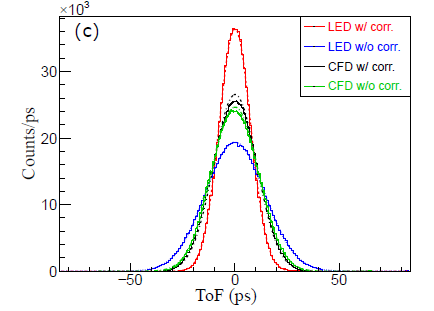 ×10³
(c)
LED w/ corr.
LED w/o corr.
CFD w/ corr.
CFD w/o corr.
Counts/ps
30
20
10
0
−50
0
50
ToF (ps)